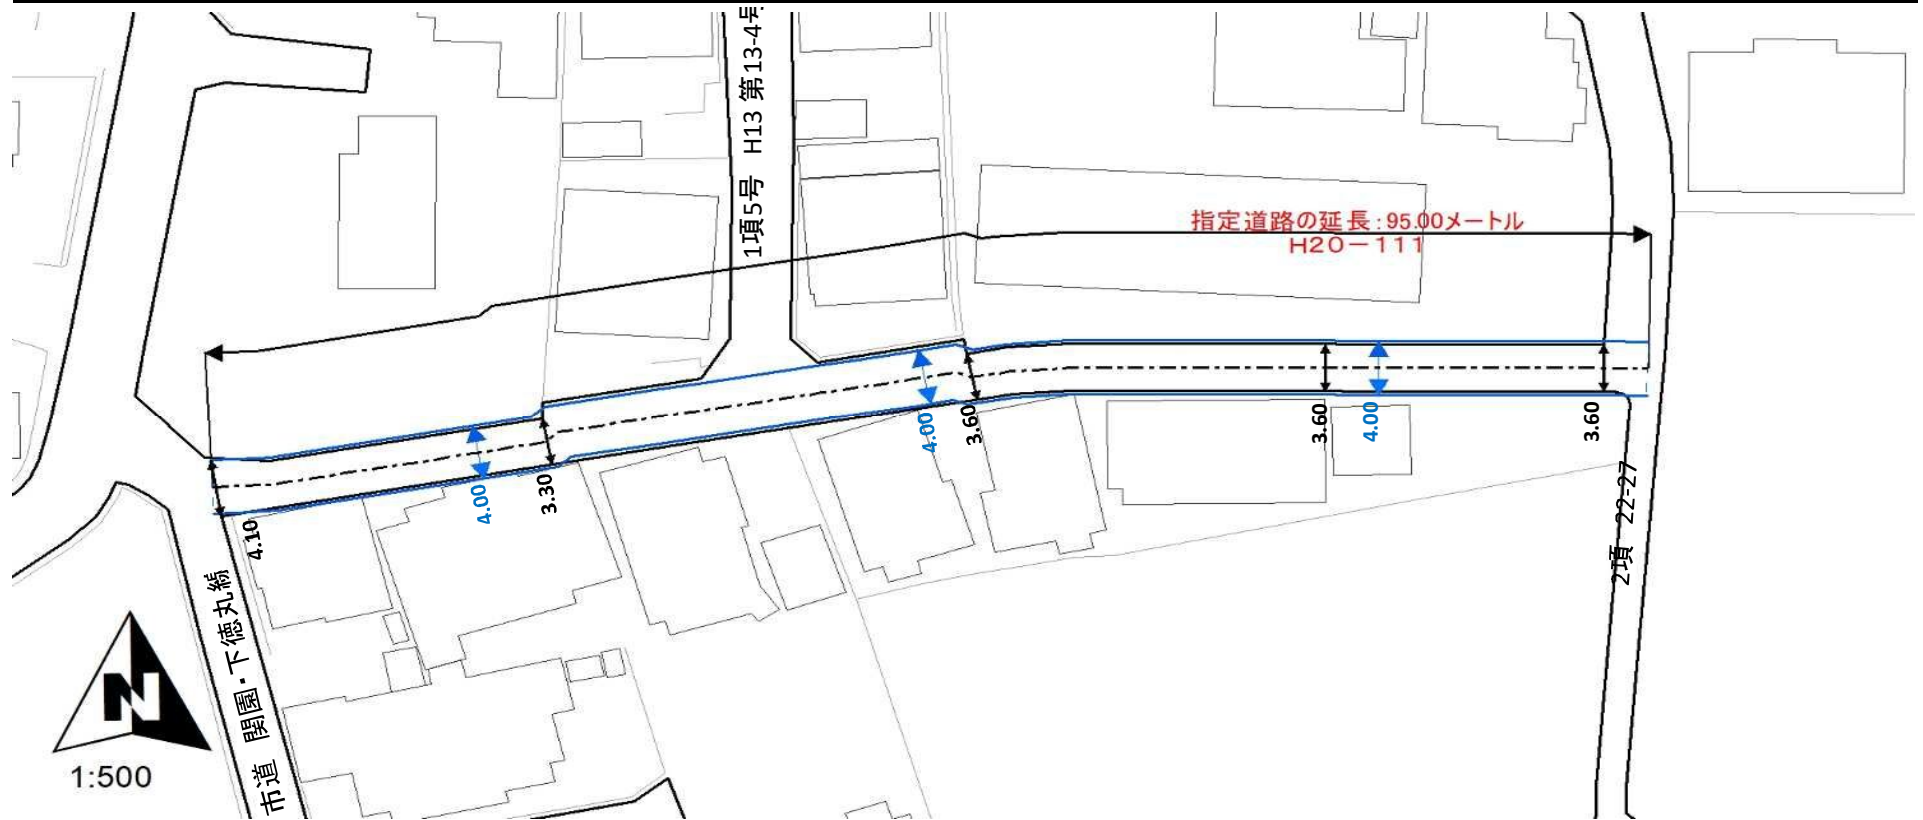 1項5号 H13 第13-4号
指定道路の延長:95.00メートル
H20-111
4.00
3.60
3.60
4.00
3.60
4.00
3.30
4.10
2項 22-27
市道 関園・下徳丸線
N
1:500